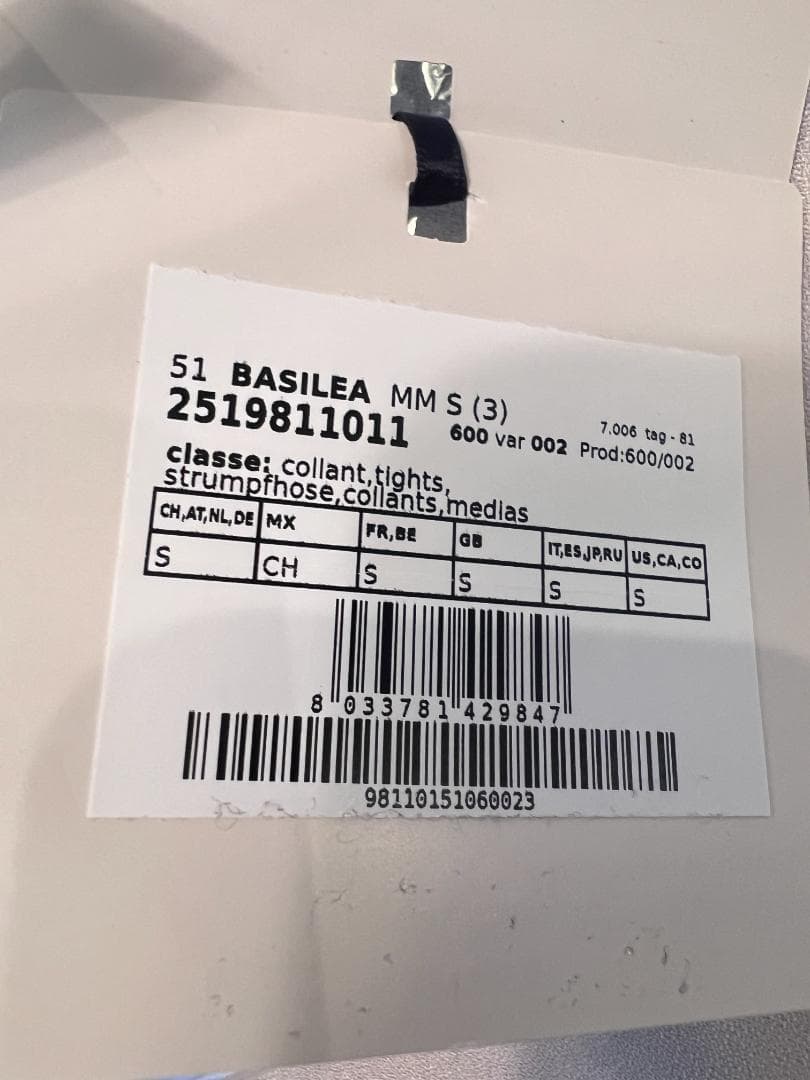 51 BASILEA MM S (3)
7.006 tag - 81
2519811011 600 var 002 Prod:600/002
classe: collant,tights,
strumpfhose,collants,medias
CH,AT,NL,DE MX FR,BE GB IT,ES,JP,RU US,CA,CO
S CH S S S S
8 033781 429847
98110151060023